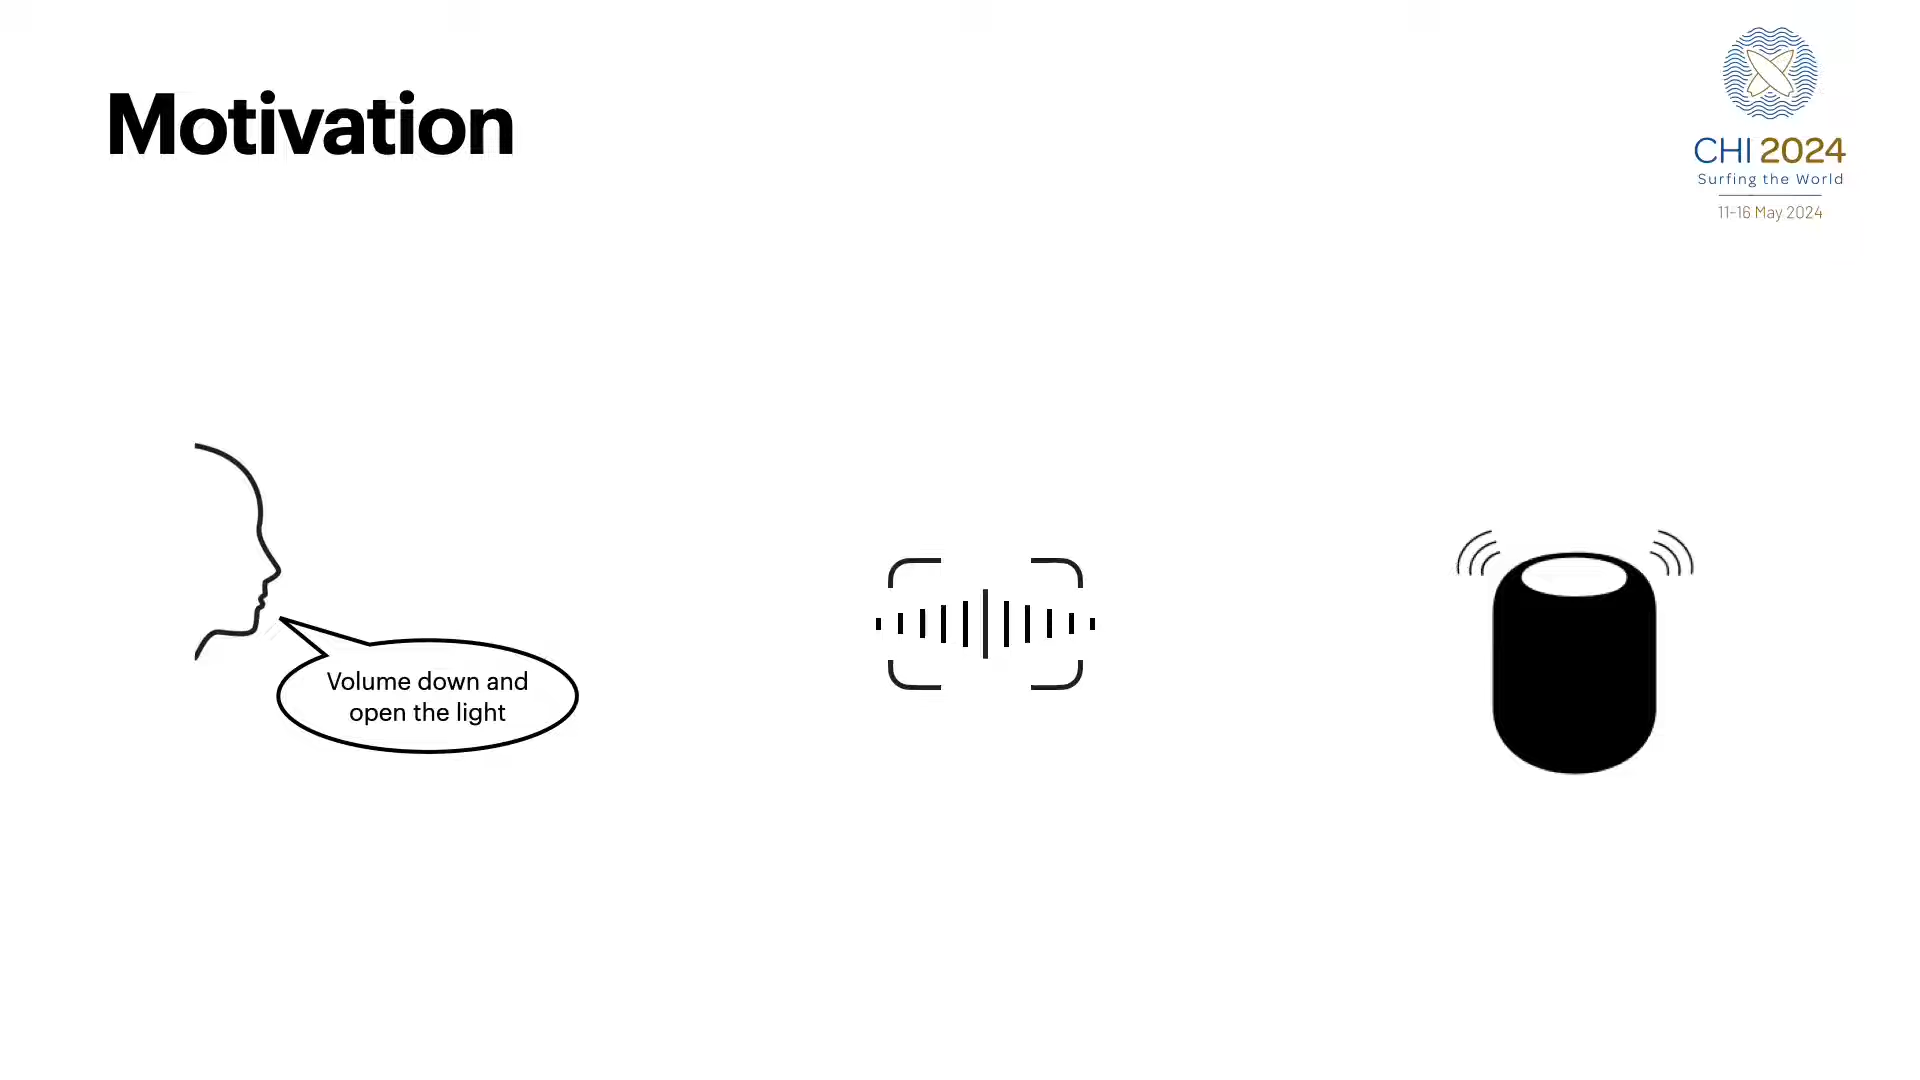 Motivation
CHI 2024
Surfing the World
11-16 May 2024
Volume down and
open the light